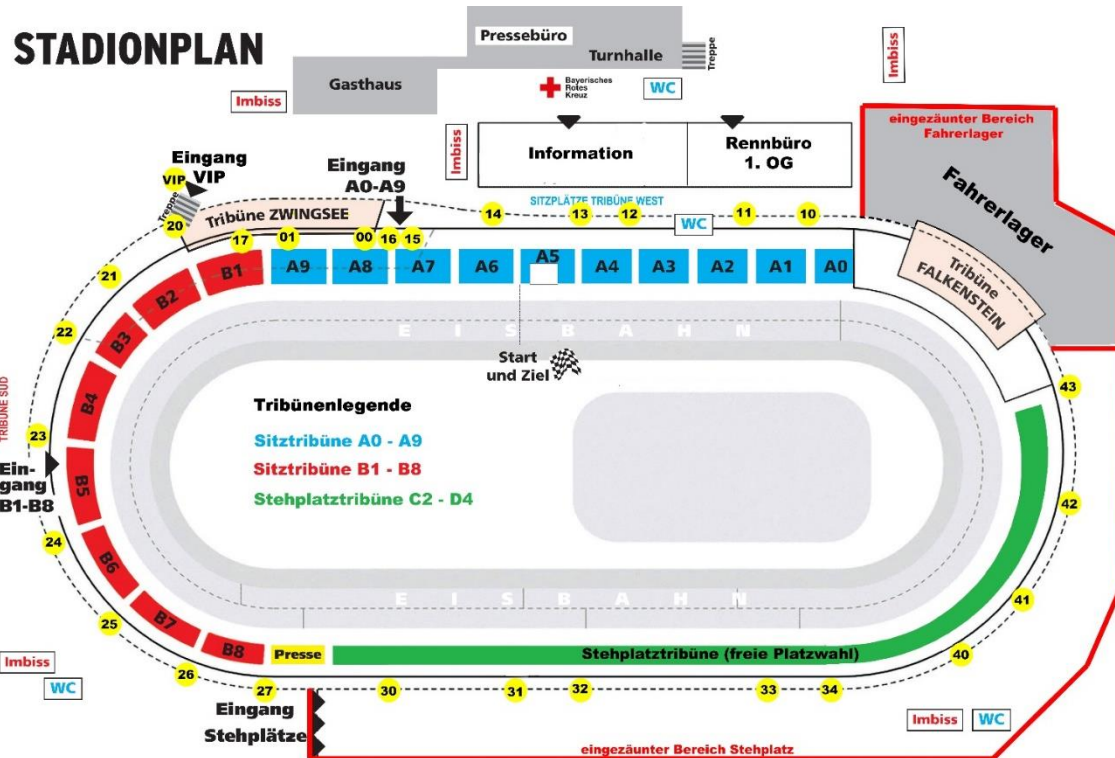 STADIONPLAN
Pressebüro
Turnhalle
Treppe
Imbiss
Gasthaus
Bayerisches
Rotes
Kreuz
WC
Imbiss
eingezäunter Bereich
Fahrerlager
Fahrerlager
Imbiss
Information
Rennbüro
1. OG
Eingang
VIP
VIP
Treppe
Eingang
A0-A9
SITZPLÄTZE TRIBÜNE WEST
Tribüne ZWINGSEE
WC
20
17
01
00
16
15
14
13
12
11
10
Tribüne
FALKENSTEIN
B1
A9
A8
A7
A6
A5
A4
A3
A2
A1
A0
21
B2
22
B3
EISBAHN
Start
und Ziel
B4
43
TRIBÜNE SÜD
23
Tribünenlegende
Sitztribüne A0 - A9
Sitztribüne B1 - B8
Stehplatztribüne C2 - D4
Ein-
gang
B1-B8
B5
42
24
B6
25
B7
EISBAHN
41
B8
Presse
Stehplatztribüne (freie Platzwahl)
40
Imbiss
WC
26
27
30
31
32
33
34
Eingang
Stehplätze
Imbiss
WC
eingezäunter Bereich Stehplatz